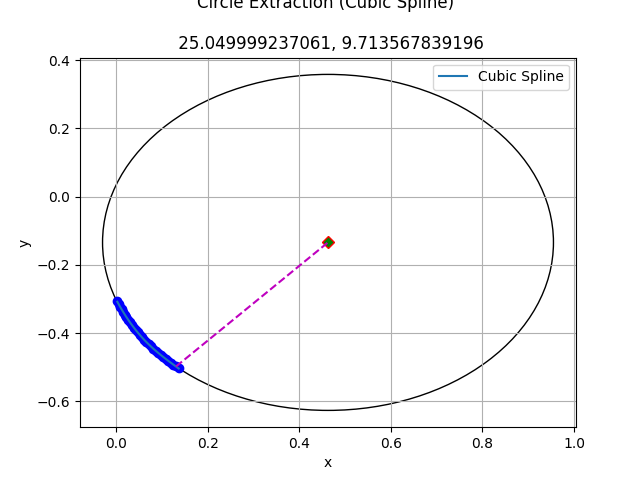 Circle Extraction (Cubic Spline)
25.049999237061, 9.713567839196
Cubic Spline
0.4
0.2
0.0
−0.2
−0.4
−0.6
y
0.0 0.2 0.4 0.6 0.8 1.0
x